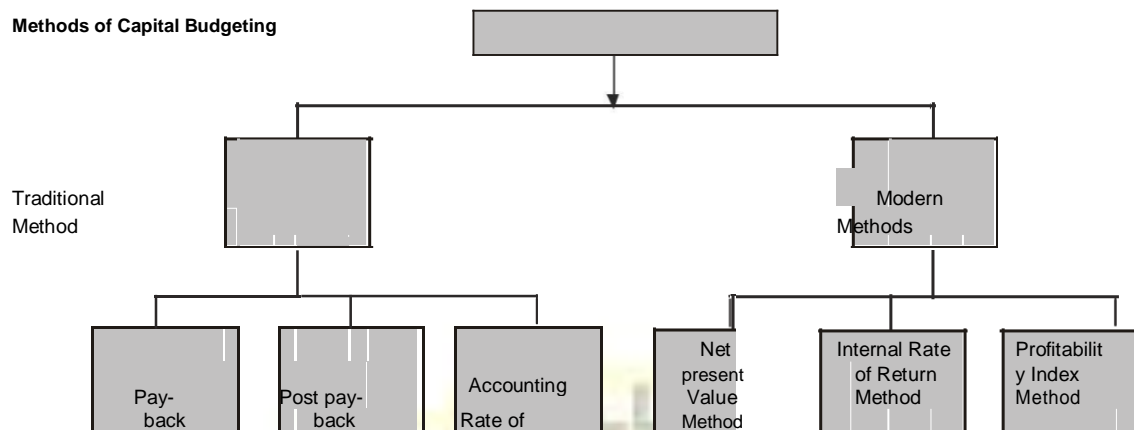 Methods of Capital Budgeting
Traditional
Method
Modern
Methods
Pay-
back
Post pay-
back
Accounting
Rate of
Net
present
Value
Method
Internal Rate
of Return
Method
Profitabilit
y Index
Method